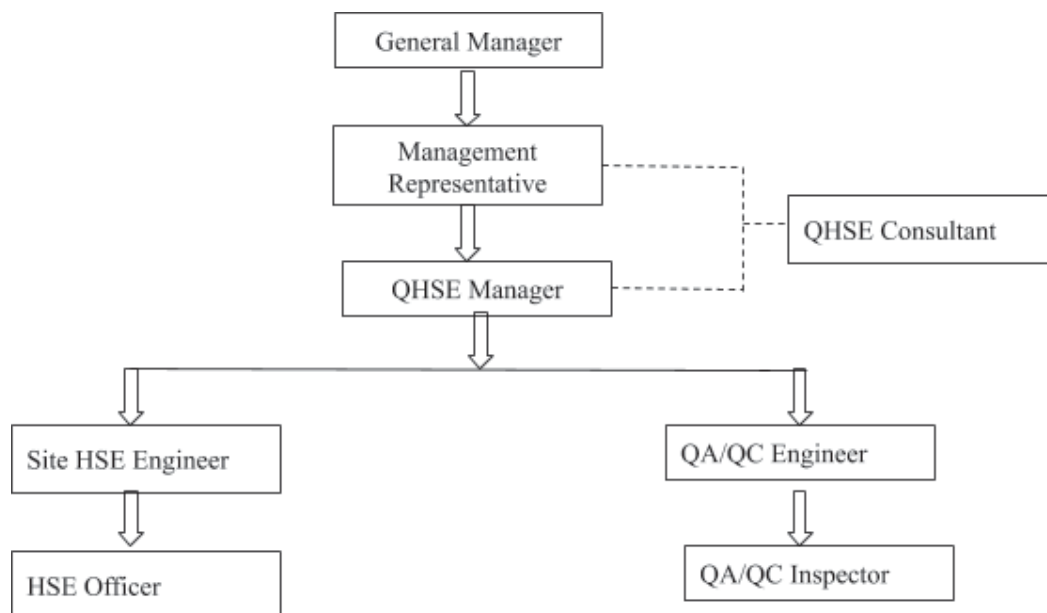 General Manager
Management
Representative
QHSE Consultant
QHSE Manager
Site HSE Engineer
QA/QC Engineer
HSE Officer
QA/QC Inspector